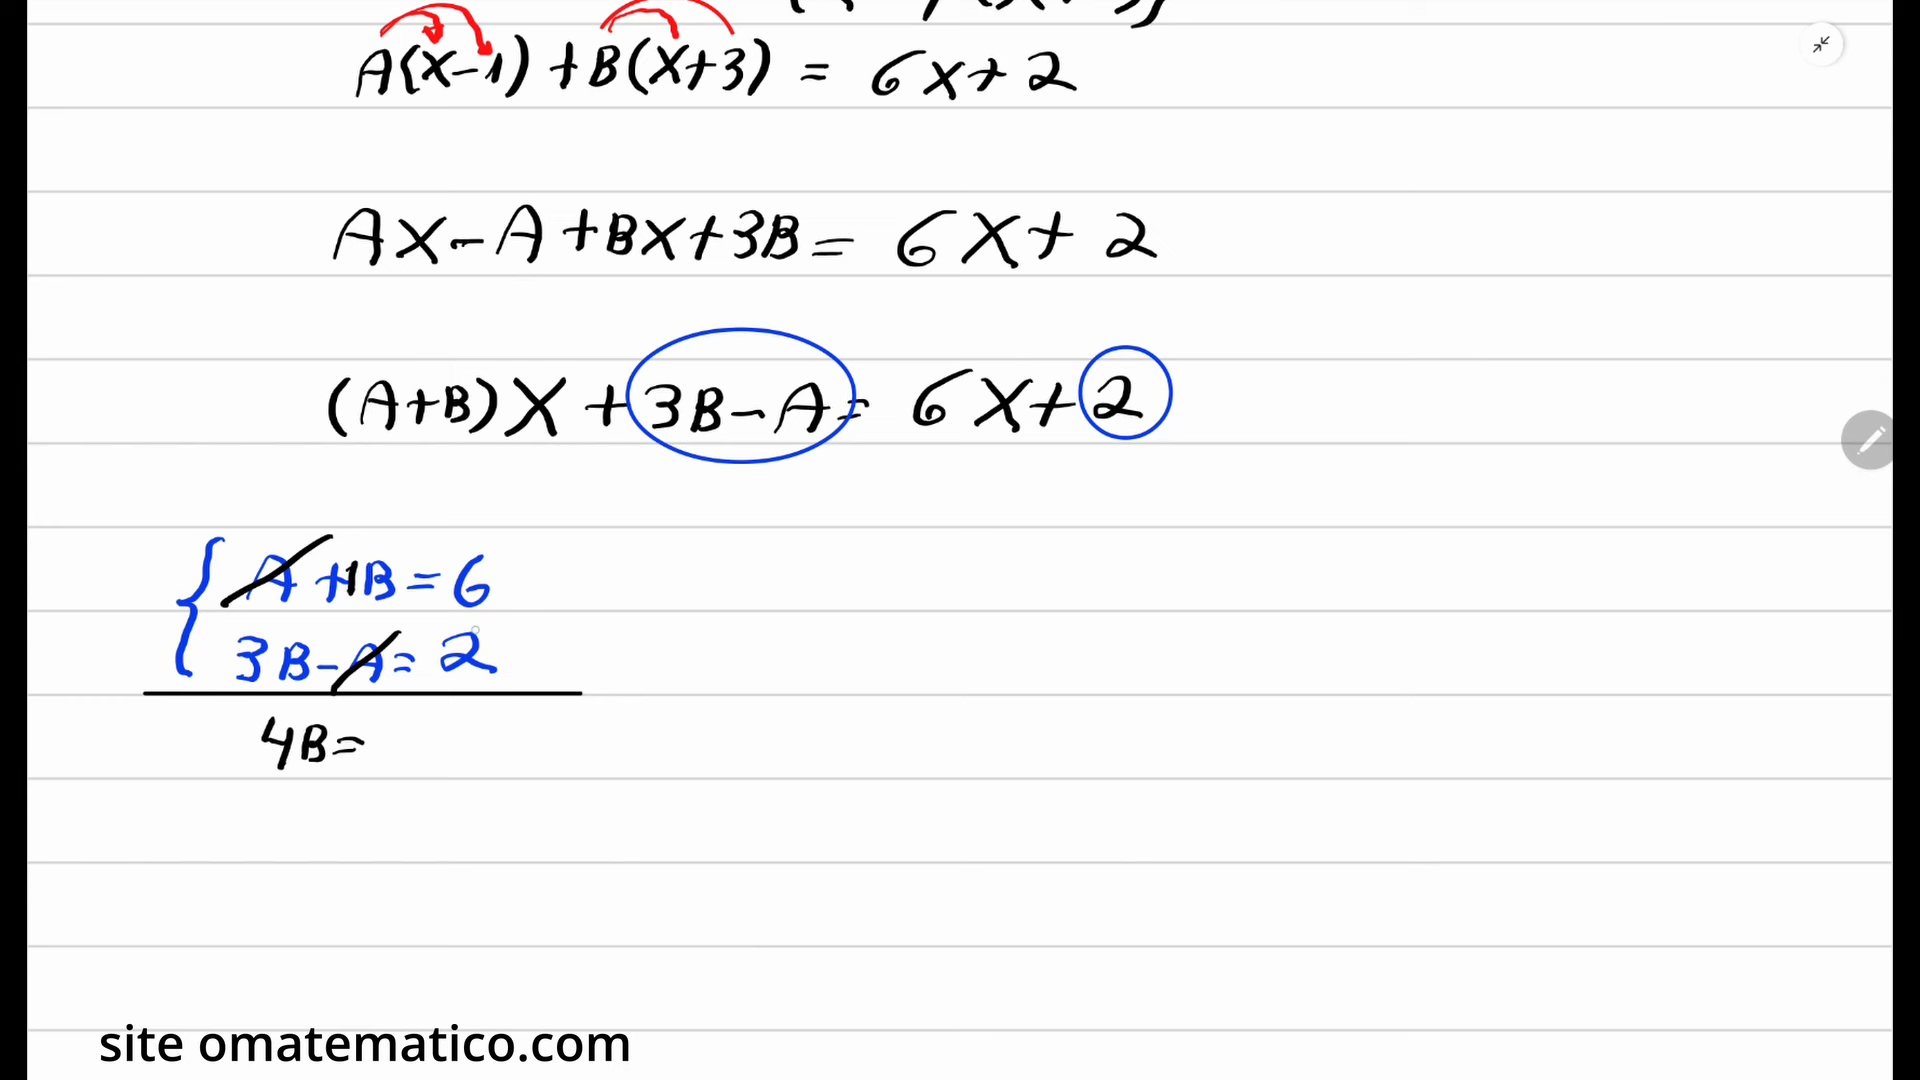 A(x-1)+B(x+3) = 6x+2
Ax-A+Bx+3B= 6x+2
(A+B)x+3B-A= 6x+2
A+1B=6
3B-A=2
4B=
site omatematico.com